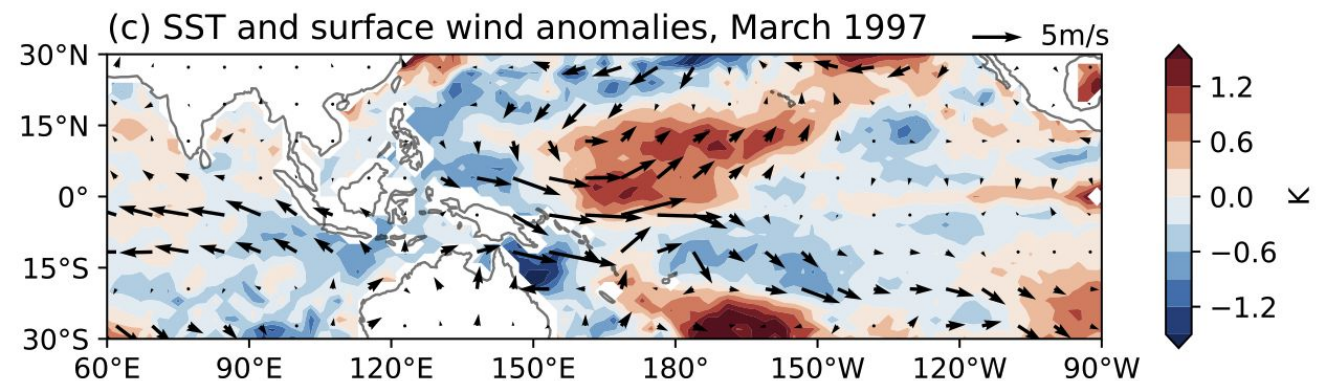 (c) SST and surface wind anomalies, March 1997
5m/s
30°N
15°N
0°
15°S
30°S
60°E 90°E 120°E 150°E 180° 150°W 120°W 90°W
1.2
0.6
0.0
−0.6
−1.2
K